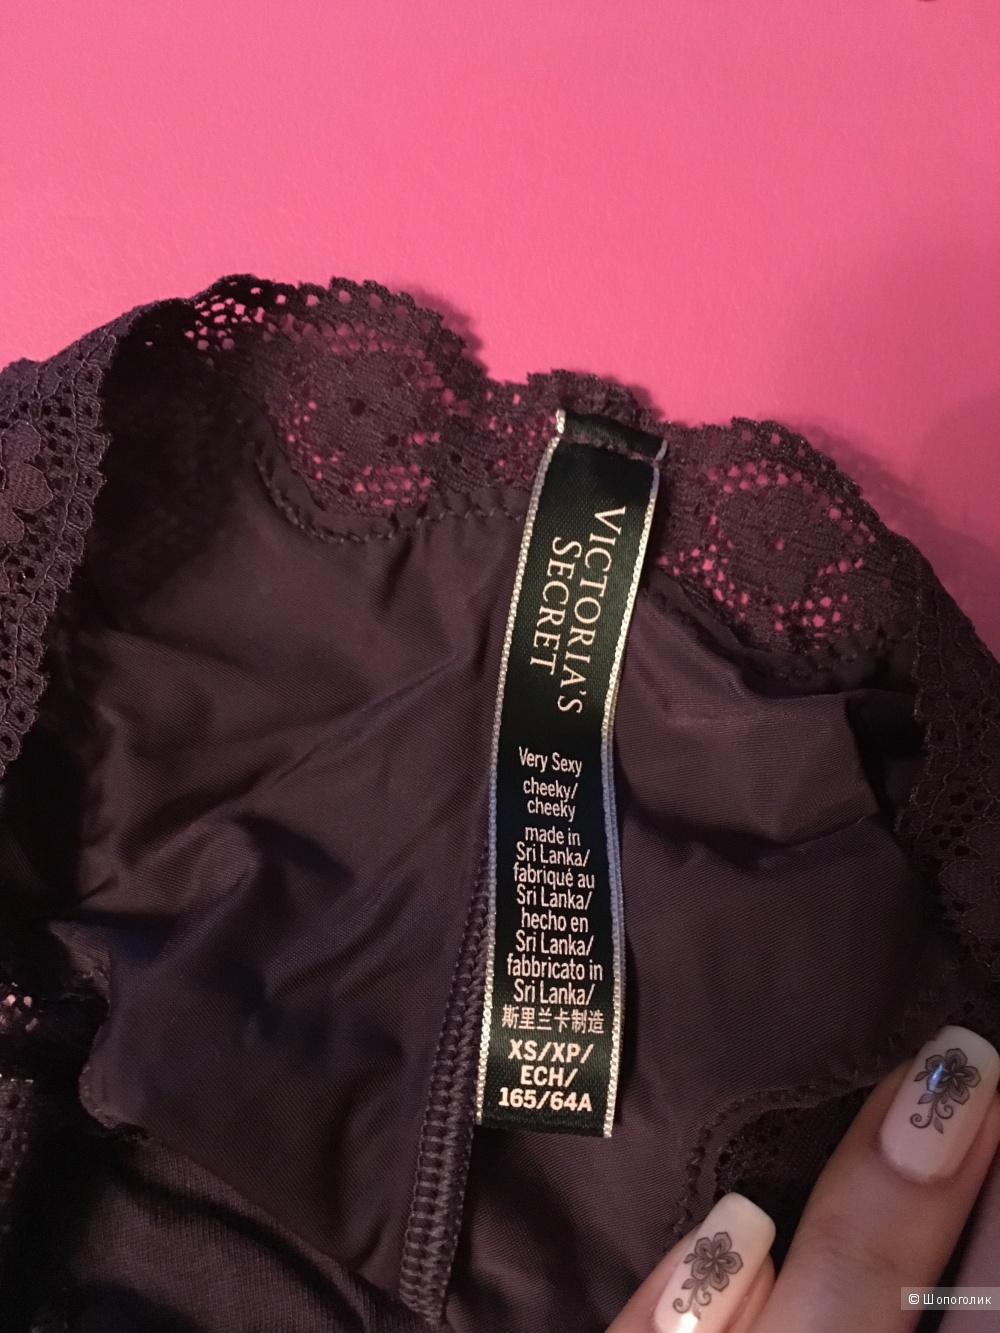 VICTORIA'S
SECRET
Very Sexy
cheeky/
cheeky
made in
Sri Lanka/
fabriqué au
Sri Lanka/
hecho en
Sri Lanka/
fabbricato in
Sri Lanka/
斯里兰卡制造
XS/XP/
ECH/
165/64A
© Шопоголик